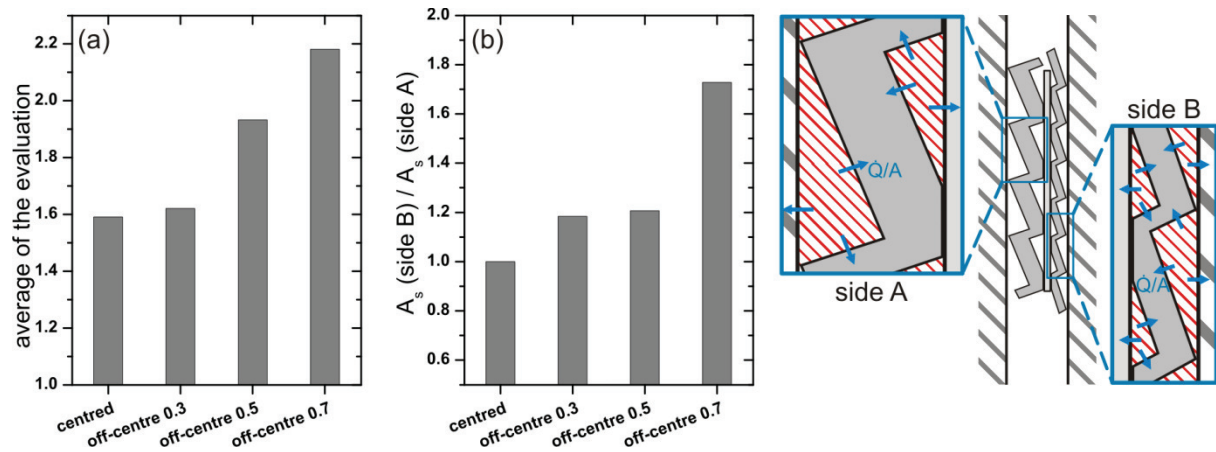 (a)
average of the evaluation
2.2
2.0
1.8
1.6
1.4
1.2
1.0
centred
off-centre 0.3
off-centre 0.5
off-centre 0.7
(b)
Aₛ (side B) / Aₛ (side A)
2.0
1.8
1.6
1.4
1.2
1.0
0.8
0.6
centred
off-centre 0.3
off-centre 0.5
off-centre 0.7
Q̇/A
side A
side B
Q̇/A